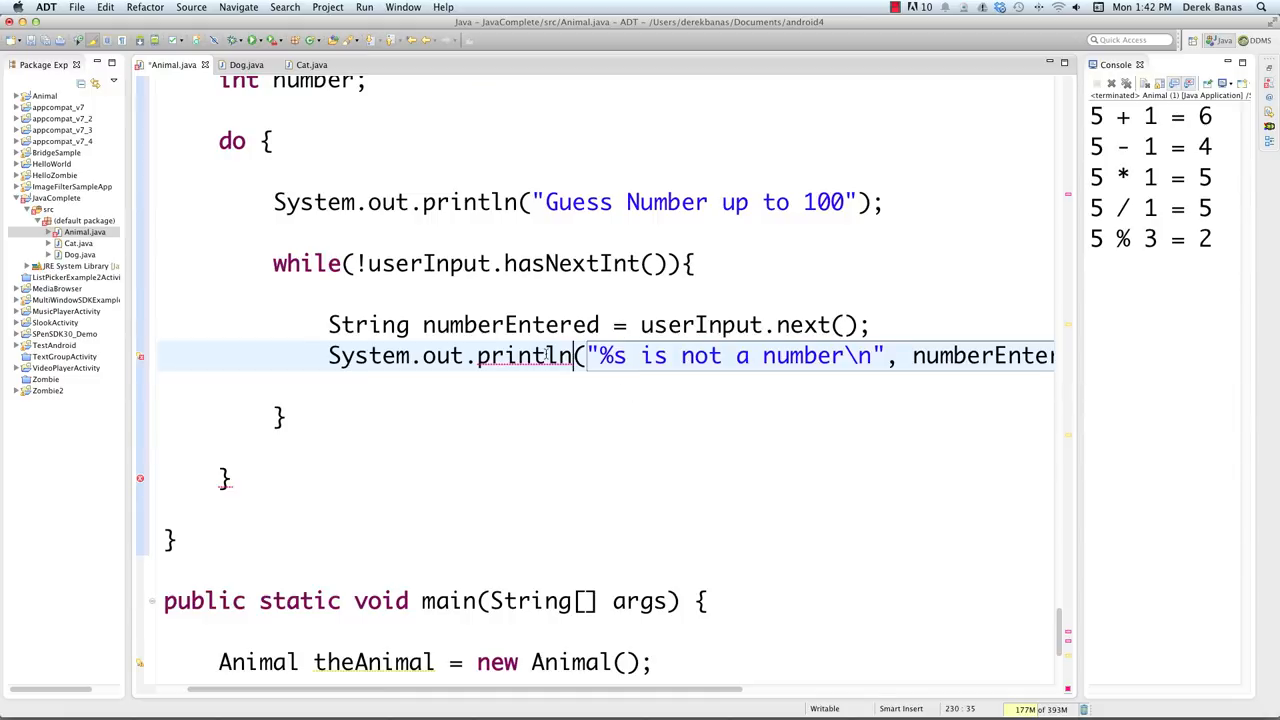 ADT File Edit Refactor Source Navigate Search Project Run Window Help
10 Mon 1:42 PM Derek Banas
Java - JavaComplete/src/Animal.java - ADT - /Users/derekbanas/Documents/android4
Quick Access Java DDMS
Package Exp
*Animal.java Dog.java Cat.java
Console
Animal
appcompat_v7
appcompat_v7_2
appcompat_v7_3
appcompat_v7_4
BridgeSample
HelloWorld
HelloZombie
ImageFilterSampleApp
JavaComplete
src
(default package)
Animal.java
Cat.java
Dog.java
JRE System Library [Ja
ListPickerExample2Activi
MediaBrowser
MultiWindowSDKExample
MusicPlayerActivity
SlookActivity
SPenSDK30_Demo
TestAndroid
TextGroupActivity
VideoPlayerActivity
Zombie
Zombie2
int number;
do {
System.out.println("Guess Number up to 100");
while(!userInput.hasNextInt()){
String numberEntered = userInput.next();
System.out.println("%s is not a number\n", numberEnter
}
}
}
public static void main(String[] args) {
Animal theAnimal = new Animal();
<terminated> Animal (1) [Java Application] /S
5 + 1 = 6
5 - 1 = 4
5 * 1 = 5
5 / 1 = 5
5 % 3 = 2
Writable Smart Insert 230 : 35 177M of 393M